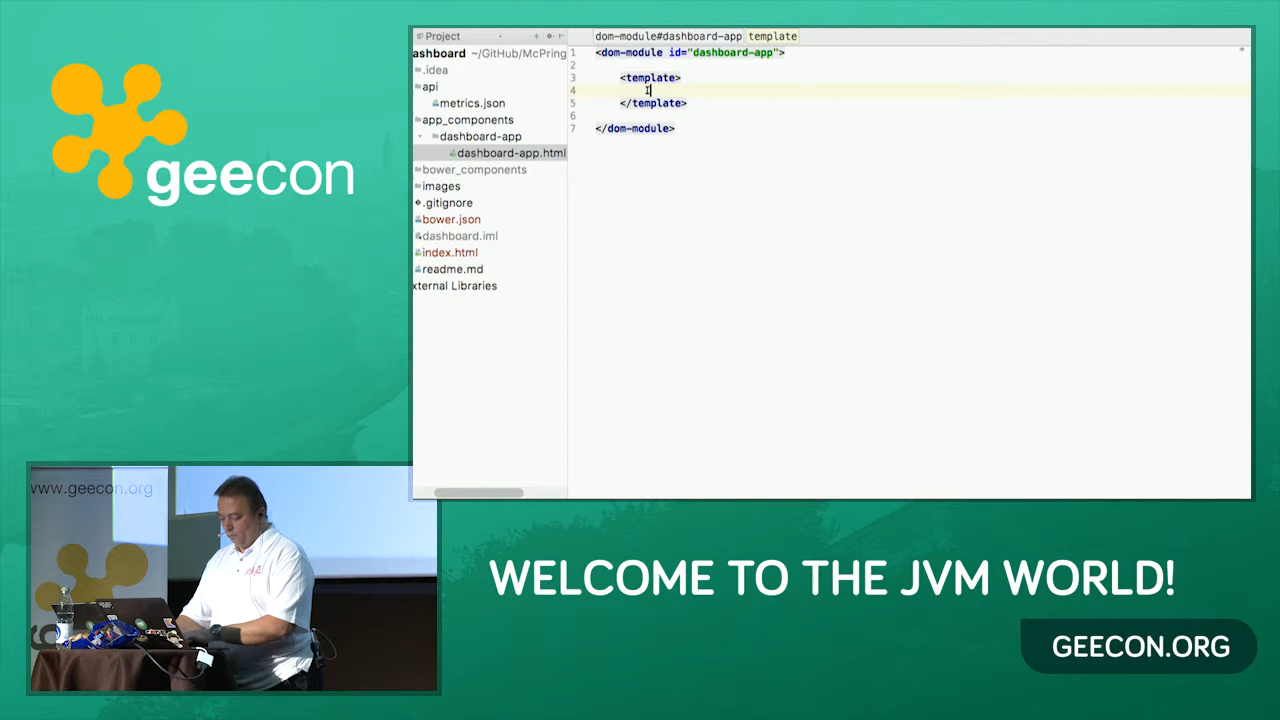 geecon
Project
ashboard ~/GitHub/McPring
.idea
api
metrics.json
app_components
dashboard-app
dashboard-app.html
bower_components
images
.gitignore
bower.json
dashboard.iml
index.html
readme.md
xternal Libraries
dom-module#dashboard-app template
1 <dom-module id="dashboard-app">
2
3 <template>
4
5 </template>
6
7 </dom-module>
www.geecon.org
WELCOME TO THE JVM WORLD!
GEECON.ORG